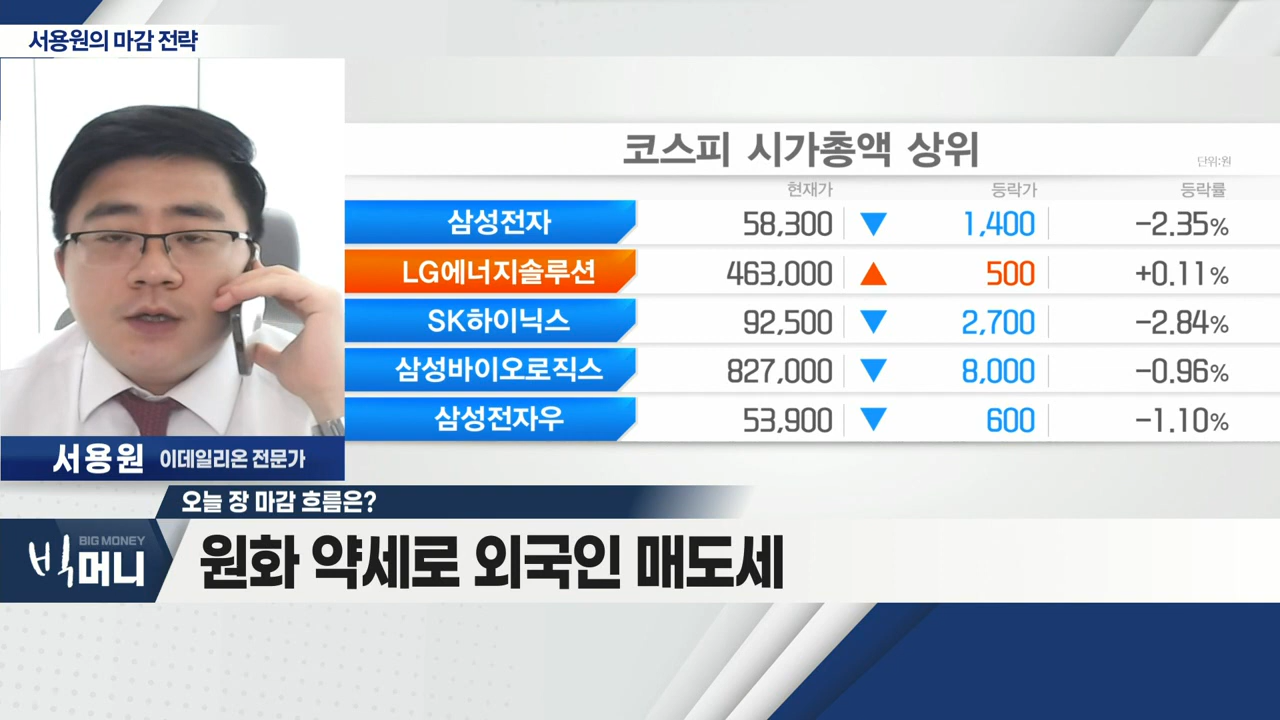 서용원의 마감 전략
코스피 시가총액 상위
단위:원
현재가 등락가 등락률
삼성전자 58,300 ▼ 1,400 -2.35%
LG에너지솔루션 463,000 ▲ 500 +0.11%
SK하이닉스 92,500 ▼ 2,700 -2.84%
삼성바이오로직스 827,000 ▼ 8,000 -0.96%
삼성전자우 53,900 ▼ 600 -1.10%
서용원 이데일리온 전문가
오늘 장 마감 흐름은?
BIG MONEY
빅머니
원화 약세로 외국인 매도세